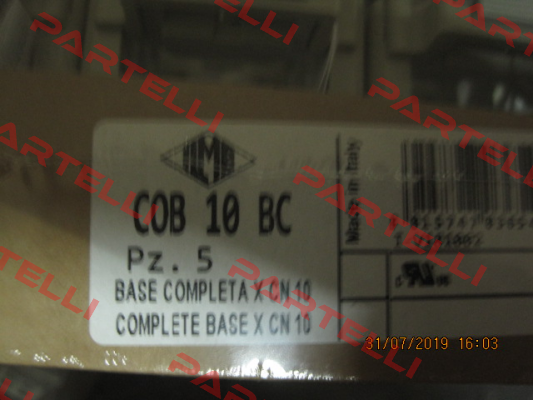 ILME
COB 10 BC
Pz. 5
BASE COMPLETA X CN 10
COMPLETE BASE X CN 10
Made in Italy
31/07/2019 16:03
PARTELLI
PARTELLI
PARTELLI
PARTELLI
PARTELLI
PARTELLI